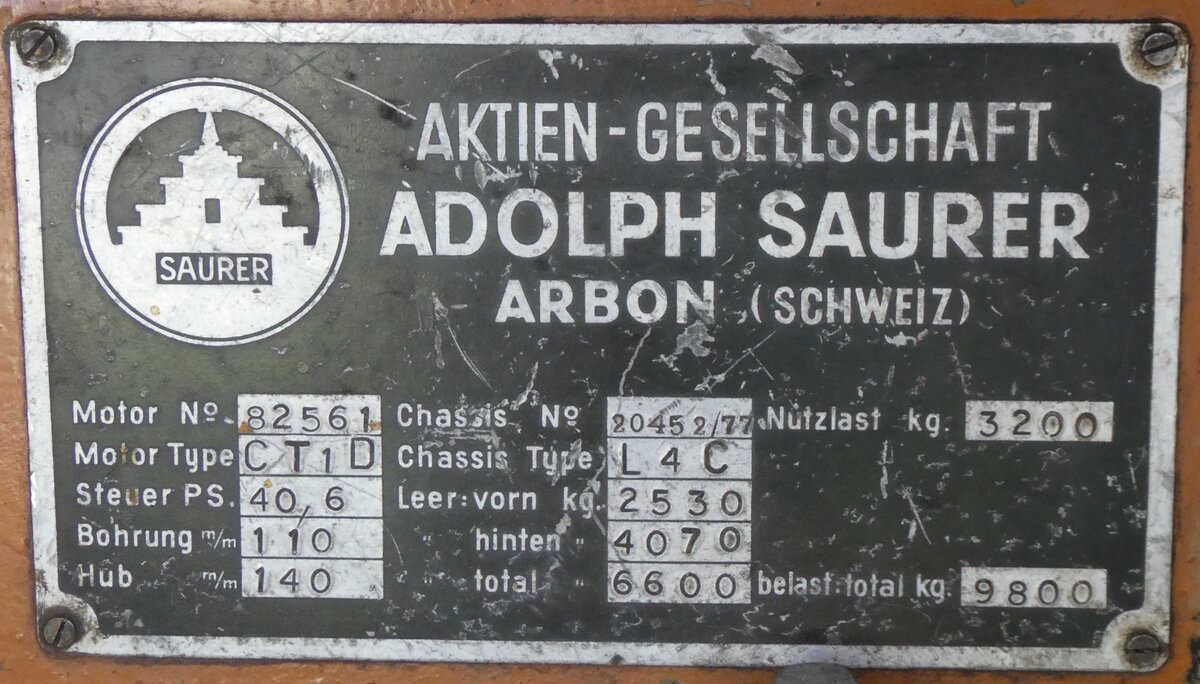 SAURER
AKTIEN-GESELLSCHAFT
ADOLPH SAURER
ARBON (SCHWEIZ)
Motor No. 82561 Chassis No 20452/77 Nutzlast kg. 3200
Motor Type CT1D Chassis Type L4C
Steuer PS. 40,6 Leer: vorn kg. 2530
Bohrung m/m 110 " hinten " 4070
Hub m/m 140 " total " 6600 belast: total kg. 9800